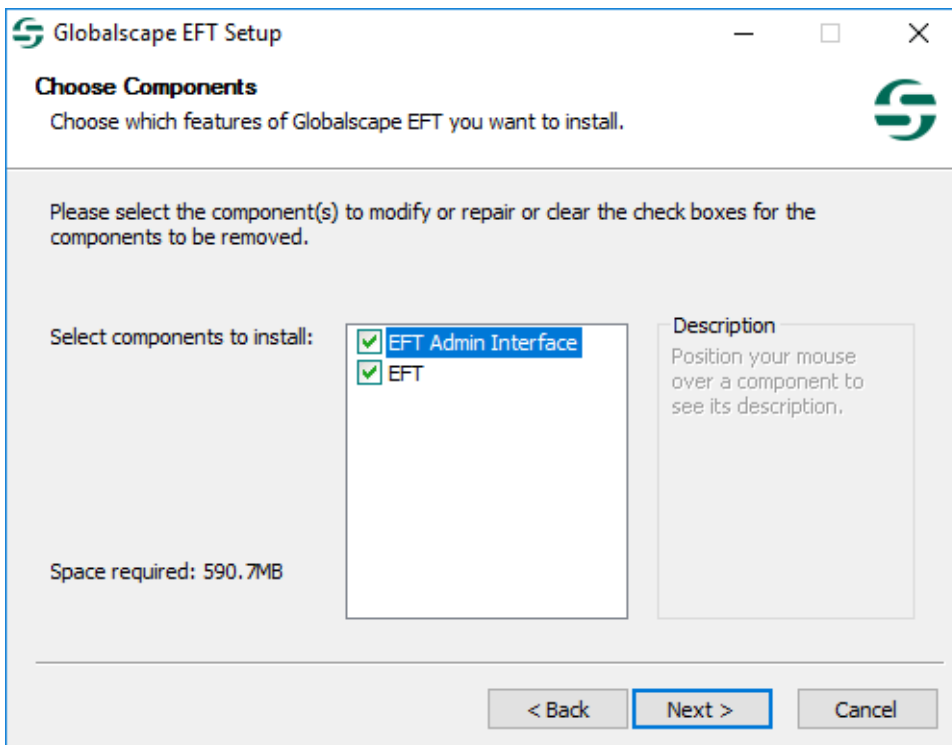 Globalscape EFT Setup
Choose Components
Choose which features of Globalscape EFT you want to install.
Please select the component(s) to modify or repair or clear the check boxes for the
components to be removed.
Select components to install:
EFT Admin Interface
EFT
Description
Position your mouse
over a component to
see its description.
Space required: 590.7MB
< Back
Next >
Cancel